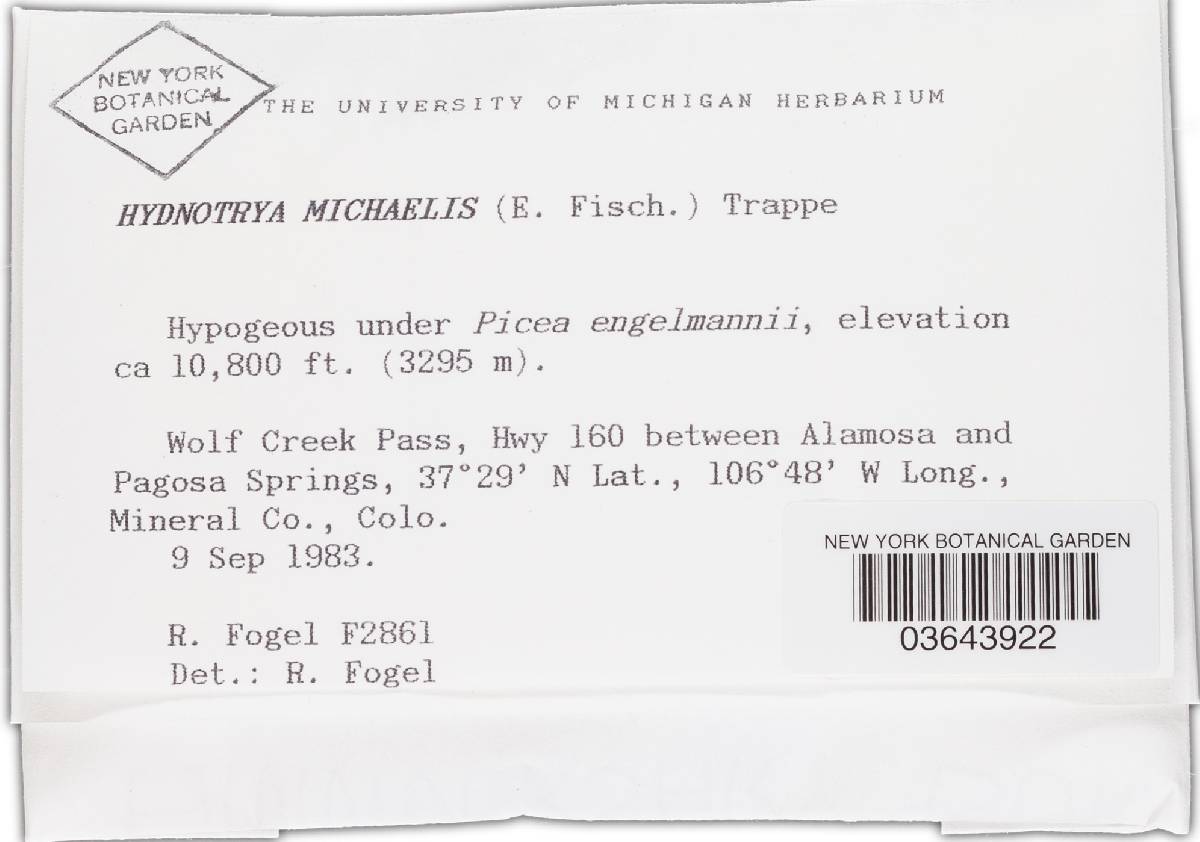 NEW YORK
BOTANICAL
GARDEN
THE UNIVERSITY OF MICHIGAN HERBARIUM
HYDNOTRYA MICHAELIS (E. Fisch.) Trappe
Hypogeous under Picea engelmannii, elevation
ca 10,800 ft. (3295 m).
Wolf Creek Pass, Hwy 160 between Alamosa and
Pagosa Springs, 37°29' N Lat., 106°48' W Long.,
Mineral Co., Colo.
9 Sep 1983.
R. Fogel F2861
Det.: R. Fogel
NEW YORK BOTANICAL GARDEN
03643922